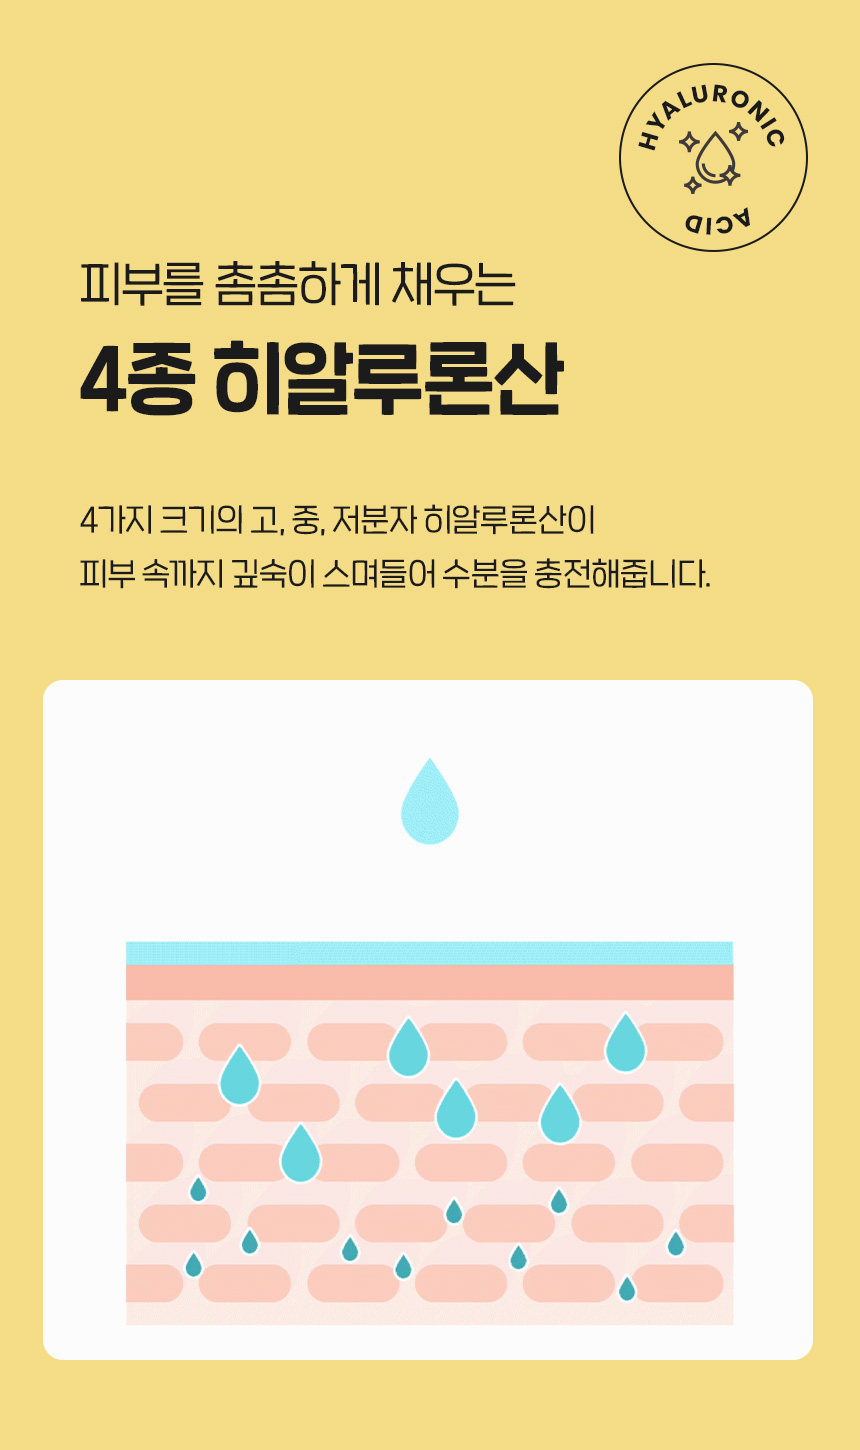 HYALURONIC
ACID
피부를 촘촘하게 채우는
4종 히알루론산
4가지 크기의 고, 중, 저분자 히알루론산이
피부 속까지 깊숙이 스며들어 수분을 충전해줍니다.